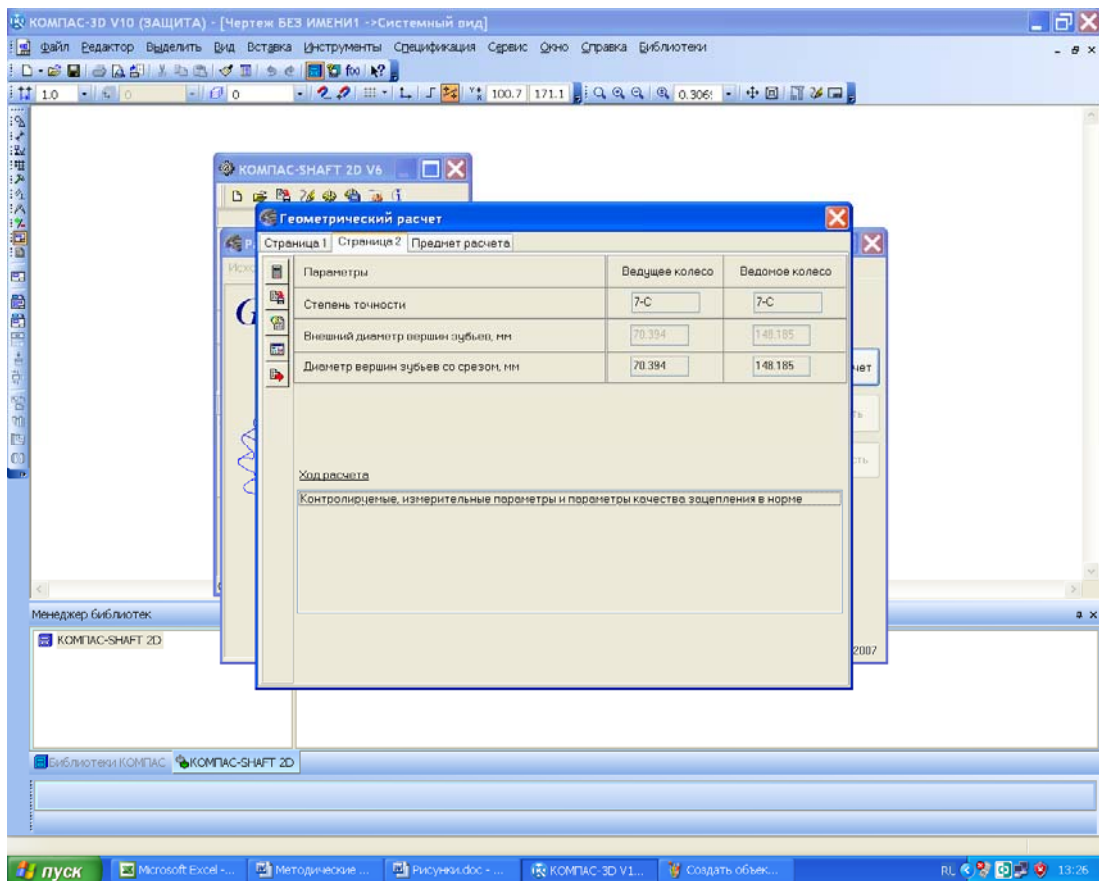 КОМПАС-3D V10 (ЗАЩИТА) - [Чертеж БЕЗ ИМЕНИ1 ->Системный вид]
Файл Редактор Выделить Вид Вставка Инструменты Спецификация Сервис Окно Справка Библиотеки
1.0 0 0 100.7 171.1
КОМПАС-SHAFT 2D V6
Геометрический расчет
Страница 1 Страница 2 Предмет расчета
Параметры Ведущее колесо Ведомое колесо
Степень точности 7-C 7-C
Внешний диаметр вершин зубьев, мм 70.394 148.185
Диаметр вершин зубьев со срезом, мм 70.394 148.185
Ход расчета
Контролируемые, измерительные параметры и параметры качества зацепления в норме
2007
Менеджер библиотек
КОМПАС-SHAFT 2D
Библиотеки КОМПАС КОМПАС-SHAFT 2D
пуск Microsoft Excel -... Методические ... Рисунки.doc - ... КОМПАС-3D V1... Создать объек... RL 13:26